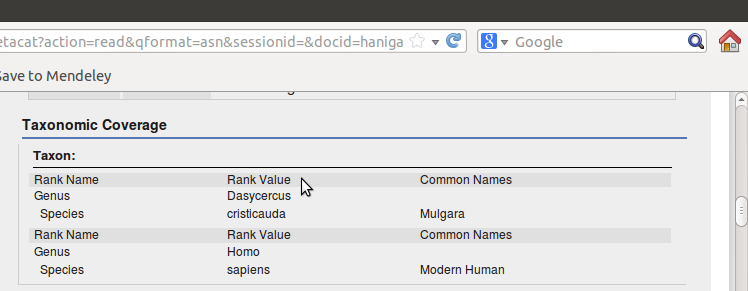 etacat?action=read&qformat=asn&sessionid=&docid=haniga
Google
Save to Mendeley
Taxonomic Coverage
Taxon:
Rank Name Rank Value Common Names
Genus Dasycercus
Species cristicauda Mulgara
Rank Name Rank Value Common Names
Genus Homo
Species sapiens Modern Human